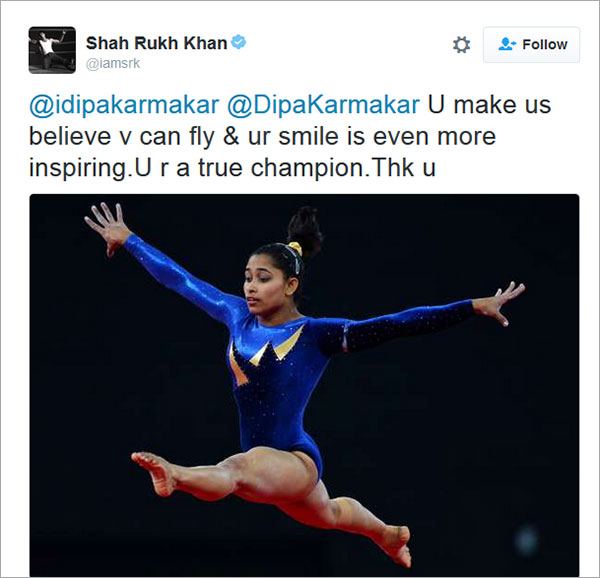 Shah Rukh Khan
@iamsrk
Follow
@idipakarmakar @DipaKarmakar U make us
believe v can fly & ur smile is even more
inspiring.U r a true champion.Thk u